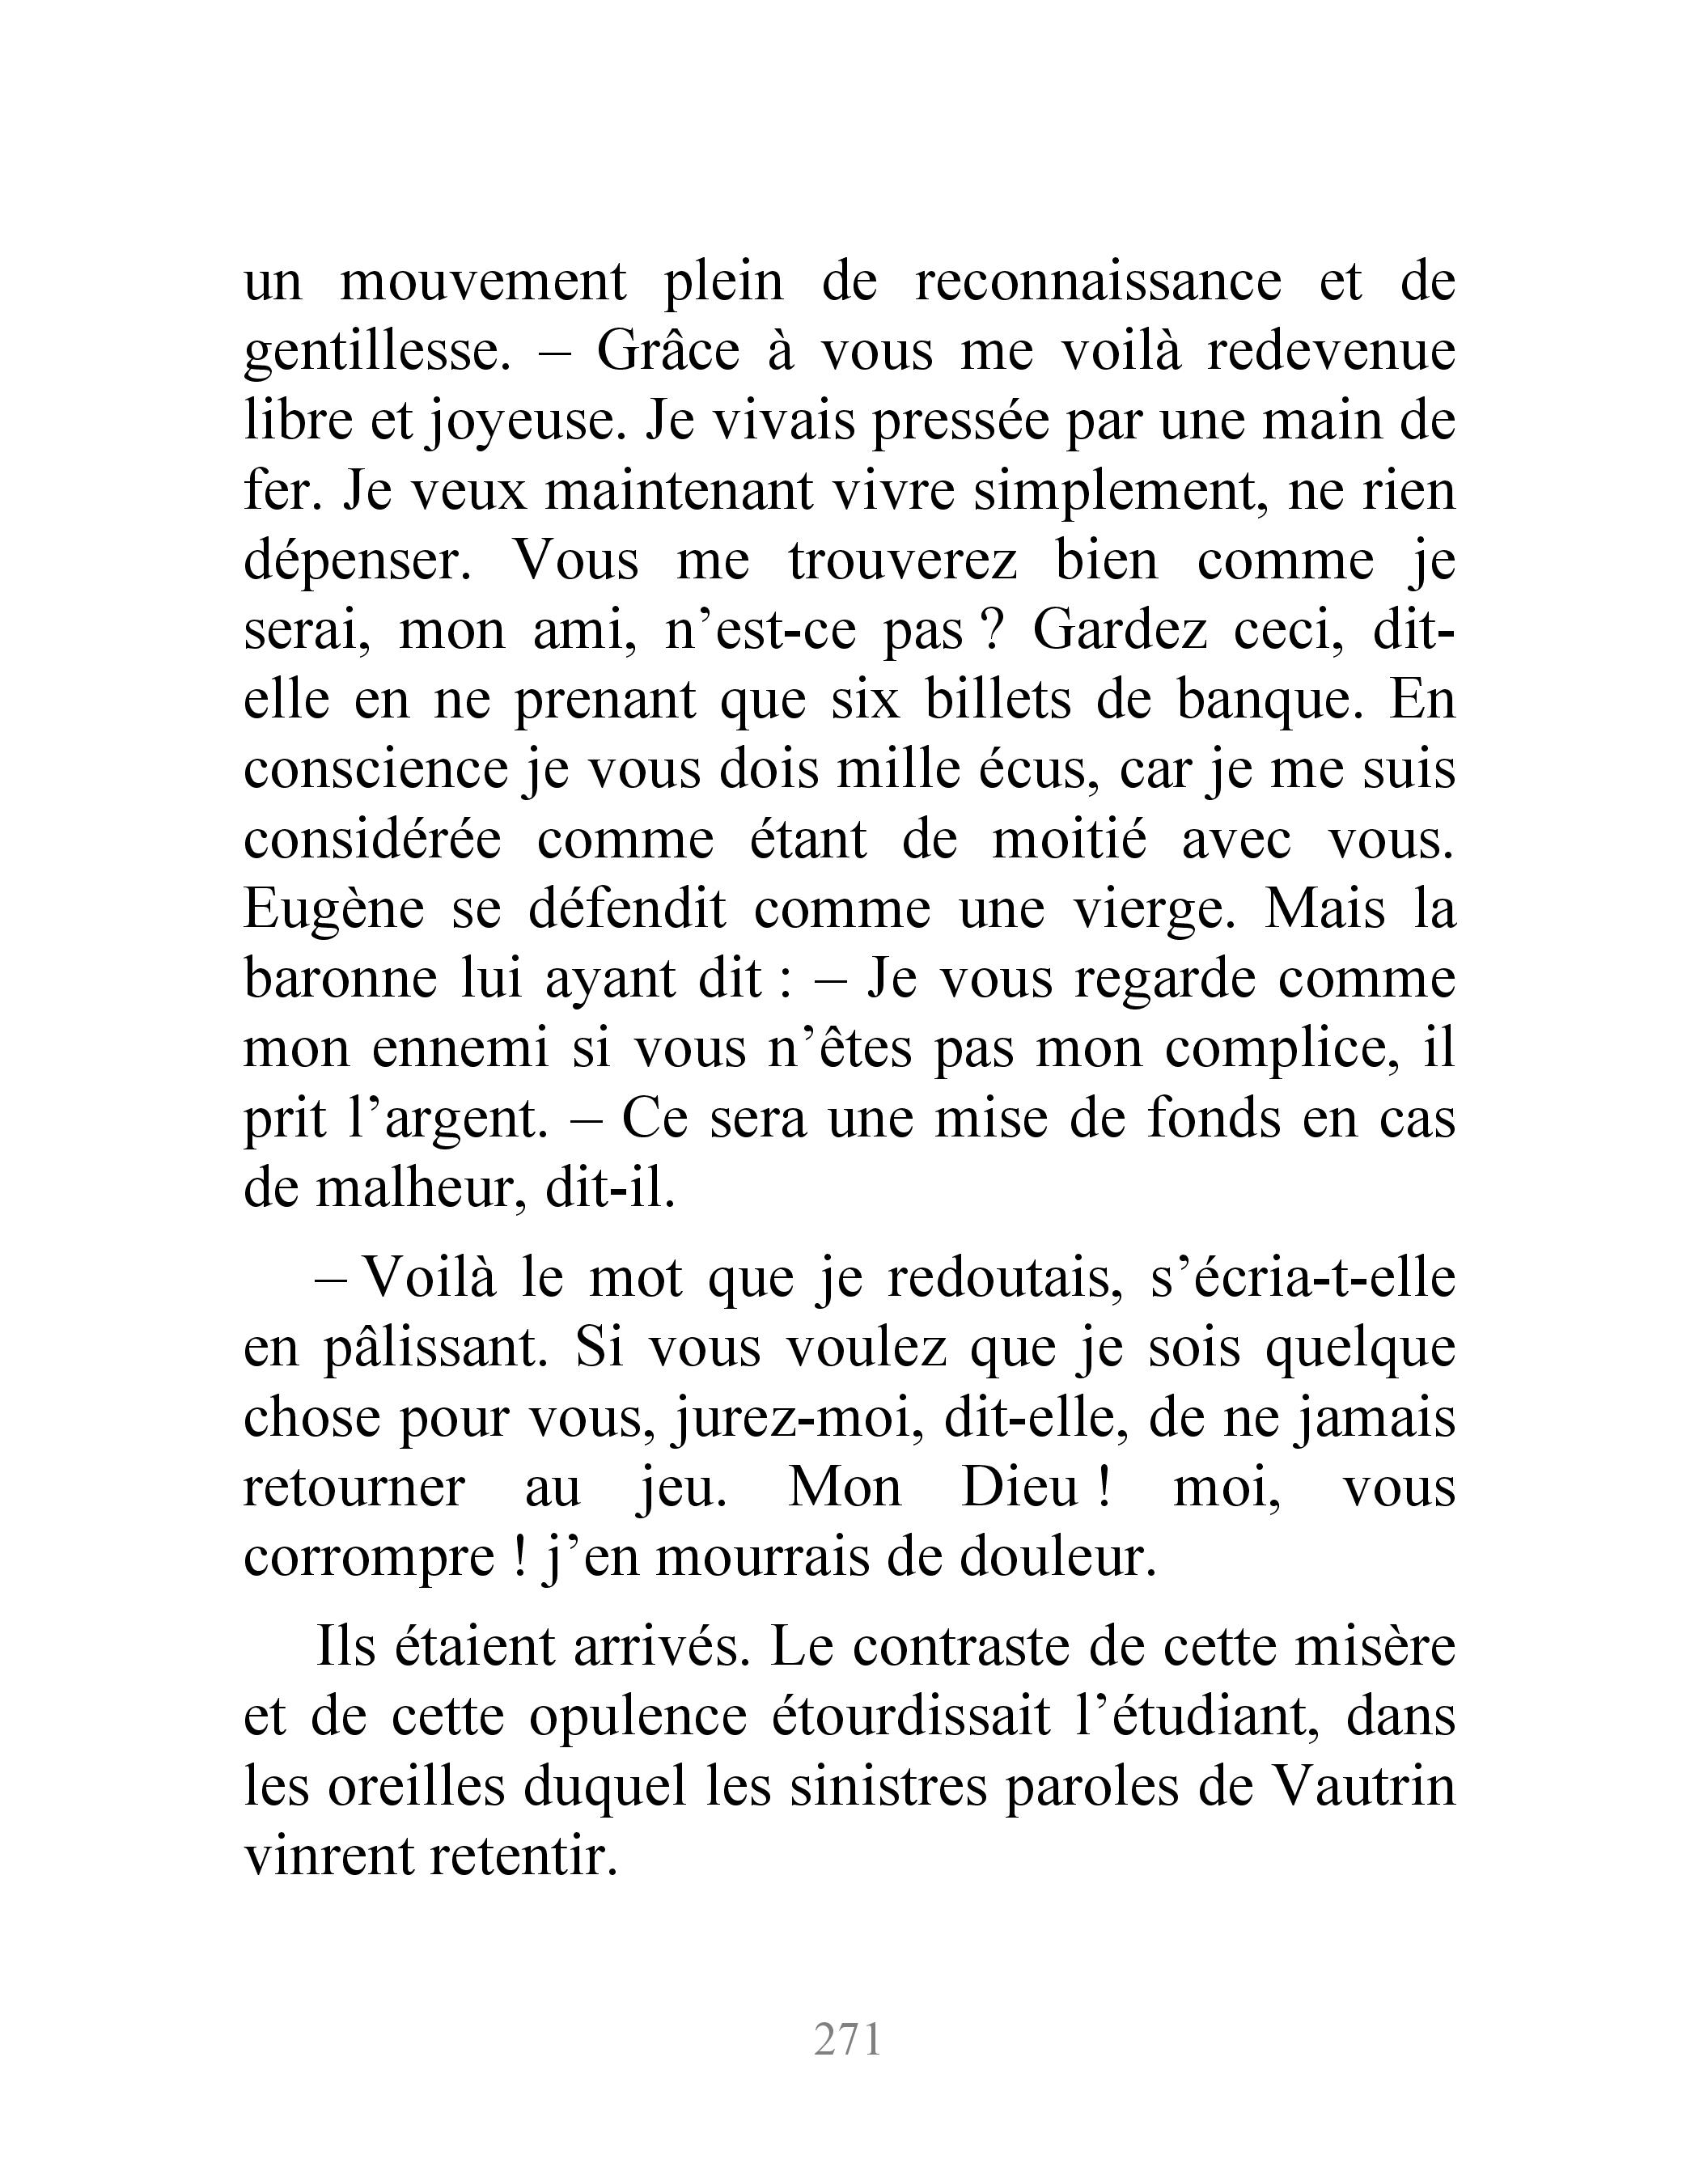 un mouvement plein de reconnaissance et de
gentillesse. – Grâce à vous me voilà redevenue
libre et joyeuse. Je vivais pressée par une main de
fer. Je veux maintenant vivre simplement, ne rien
dépenser. Vous me trouverez bien comme je
serai, mon ami, n’est-ce pas ? Gardez ceci, dit-
elle en ne prenant que six billets de banque. En
conscience je vous dois mille écus, car je me suis
considérée comme étant de moitié avec vous.
Eugène se défendit comme une vierge. Mais la
baronne lui ayant dit : – Je vous regarde comme
mon ennemi si vous n’êtes pas mon complice, il
prit l’argent. – Ce sera une mise de fonds en cas
de malheur, dit-il.
– Voilà le mot que je redoutais, s’écria-t-elle
en pâlissant. Si vous voulez que je sois quelque
chose pour vous, jurez-moi, dit-elle, de ne jamais
retourner au jeu. Mon Dieu ! moi, vous
corrompre ! j’en mourrais de douleur.
Ils étaient arrivés. Le contraste de cette misère
et de cette opulence étourdissait l’étudiant, dans
les oreilles duquel les sinistres paroles de Vautrin
vinrent retentir.
271